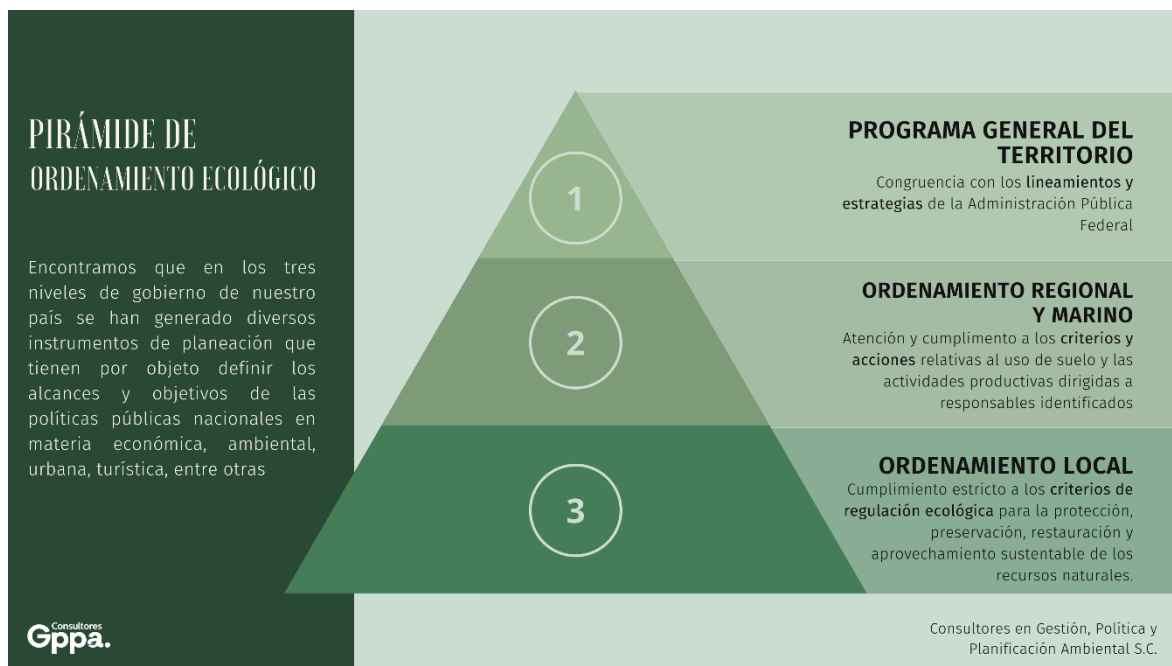 PIRÁMIDE DE
ORDENAMIENTO ECOLÓGICO
Encontramos que en los tres
niveles de gobierno de nuestro
país se han generado diversos
instrumentos de planeación que
tienen por objeto definir los
alcances y objetivos de las
políticas públicas nacionales en
materia económica, ambiental,
urbana, turística, entre otras
1
PROGRAMA GENERAL DEL
TERRITORIO
Congruencia con los lineamientos y
estrategias de la Administración Pública
Federal
2
ORDENAMIENTO REGIONAL
Y MARINO
Atención y cumplimento a los criterios y
acciones relativas al uso de suelo y las
actividades productivas dirigidas a
responsables identificados
3
ORDENAMIENTO LOCAL
Cumplimiento estricto a los criterios de
regulación ecológica para la protección,
preservación, restauración y
aprovechamiento sustentable de los
recursos naturales.
Consultores
Gppa.
Consultores en Gestión, Política y
Planificación Ambiental S.C.